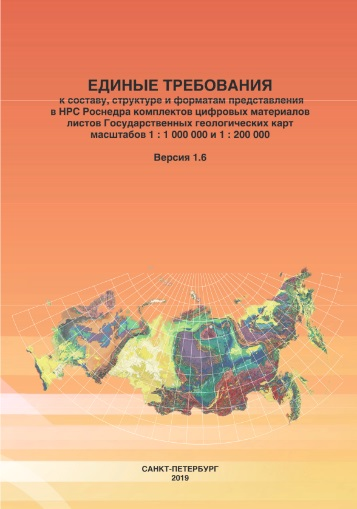 ЕДИНЫЕ ТРЕБОВАНИЯ
к составу, структуре и форматам представления
в НРС Роснедра комплектов цифровых материалов
листов Государственных геологических карт
масштабов 1 : 1 000 000 и 1 : 200 000
Версия 1.6
САНКТ-ПЕТЕРБУРГ
2019